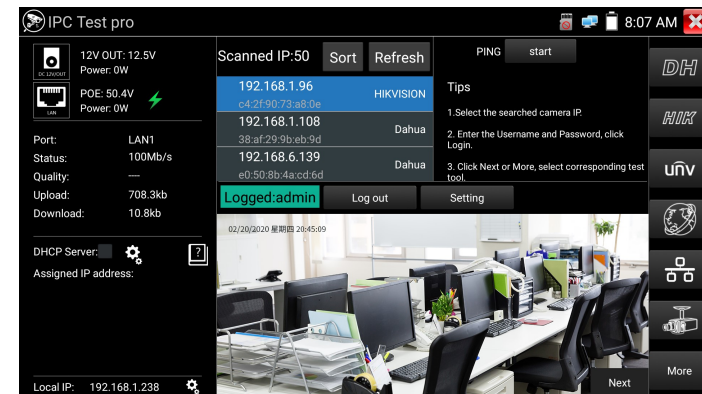 IPC Test pro
8:07 AM
12V OUT: 12.5V
Power: 0W
DC 12V/OUT
POE: 50.4V
Power: 0W
LAN
Port: LAN1
Status: 100Mb/s
Quality: ----
Upload: 708.3kb
Download: 10.8kb
DHCP Server:
?
Assigned IP address:
Local IP: 192.168.1.238
Scanned IP:50 Sort Refresh
192.168.1.96
HIKVISION
c4:2f:90:73:a8:0e
192.168.1.108
Dahua
38:af:29:9b:eb:9d
192.168.6.139
Dahua
e0:50:8b:4a:cd:6d
PING start
Tips
1.Select the searched camera IP.
2. Enter the Username and Password, click
Login.
3. Click Next or More, select corresponding test
tool.
Logged:admin Log out Setting
02/20/2020 星期四 20:45:09
Next
DH
HIK
unv
More